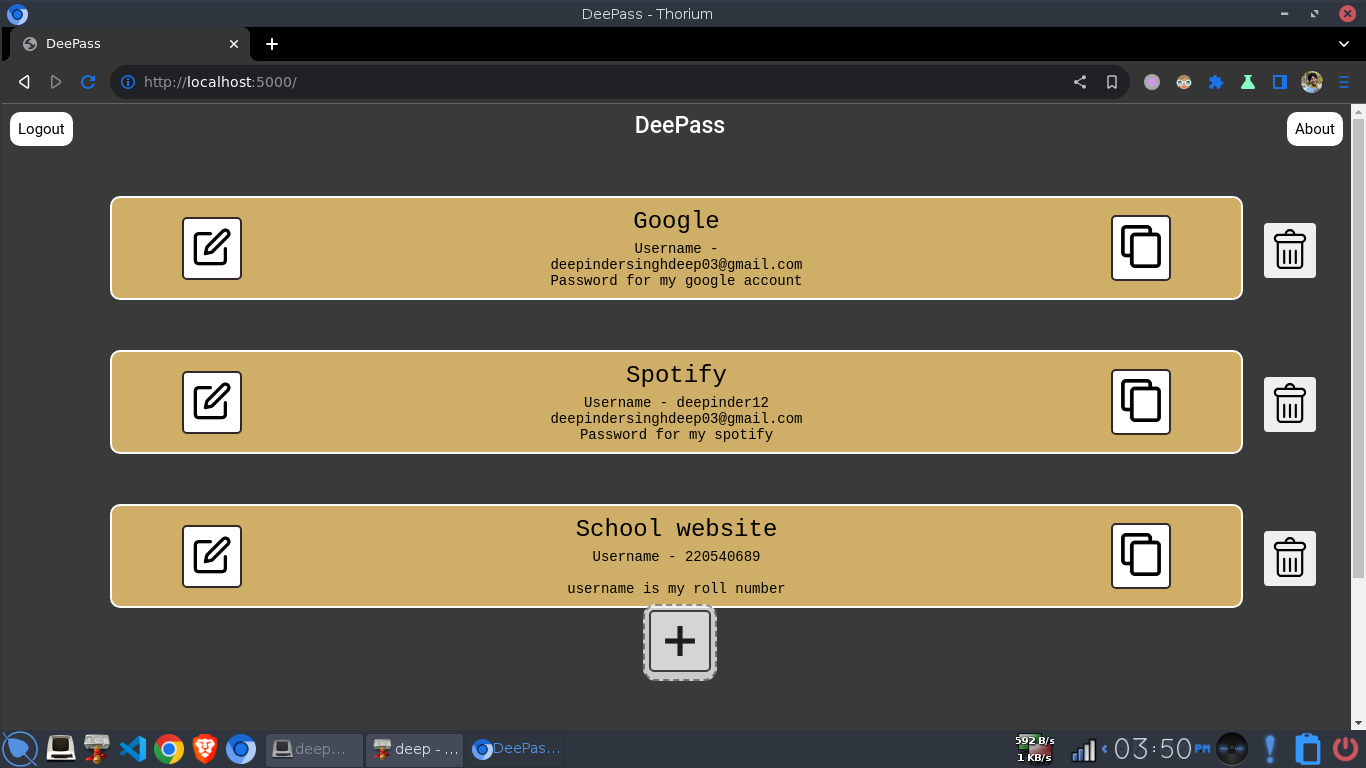 DeePass - Thorium
DeePass
http://localhost:5000/
Logout
DeePass
About
Google
Username -
deepindersinghdeep03@gmail.com
Password for my google account
Spotify
Username - deepinder12
deepindersinghdeep03@gmail.com
Password for my spotify
School website
Username - 220540689
username is my roll number
deep...
deep - ...
DeePas...
592 B/s
1 KB/s
03:50 PM